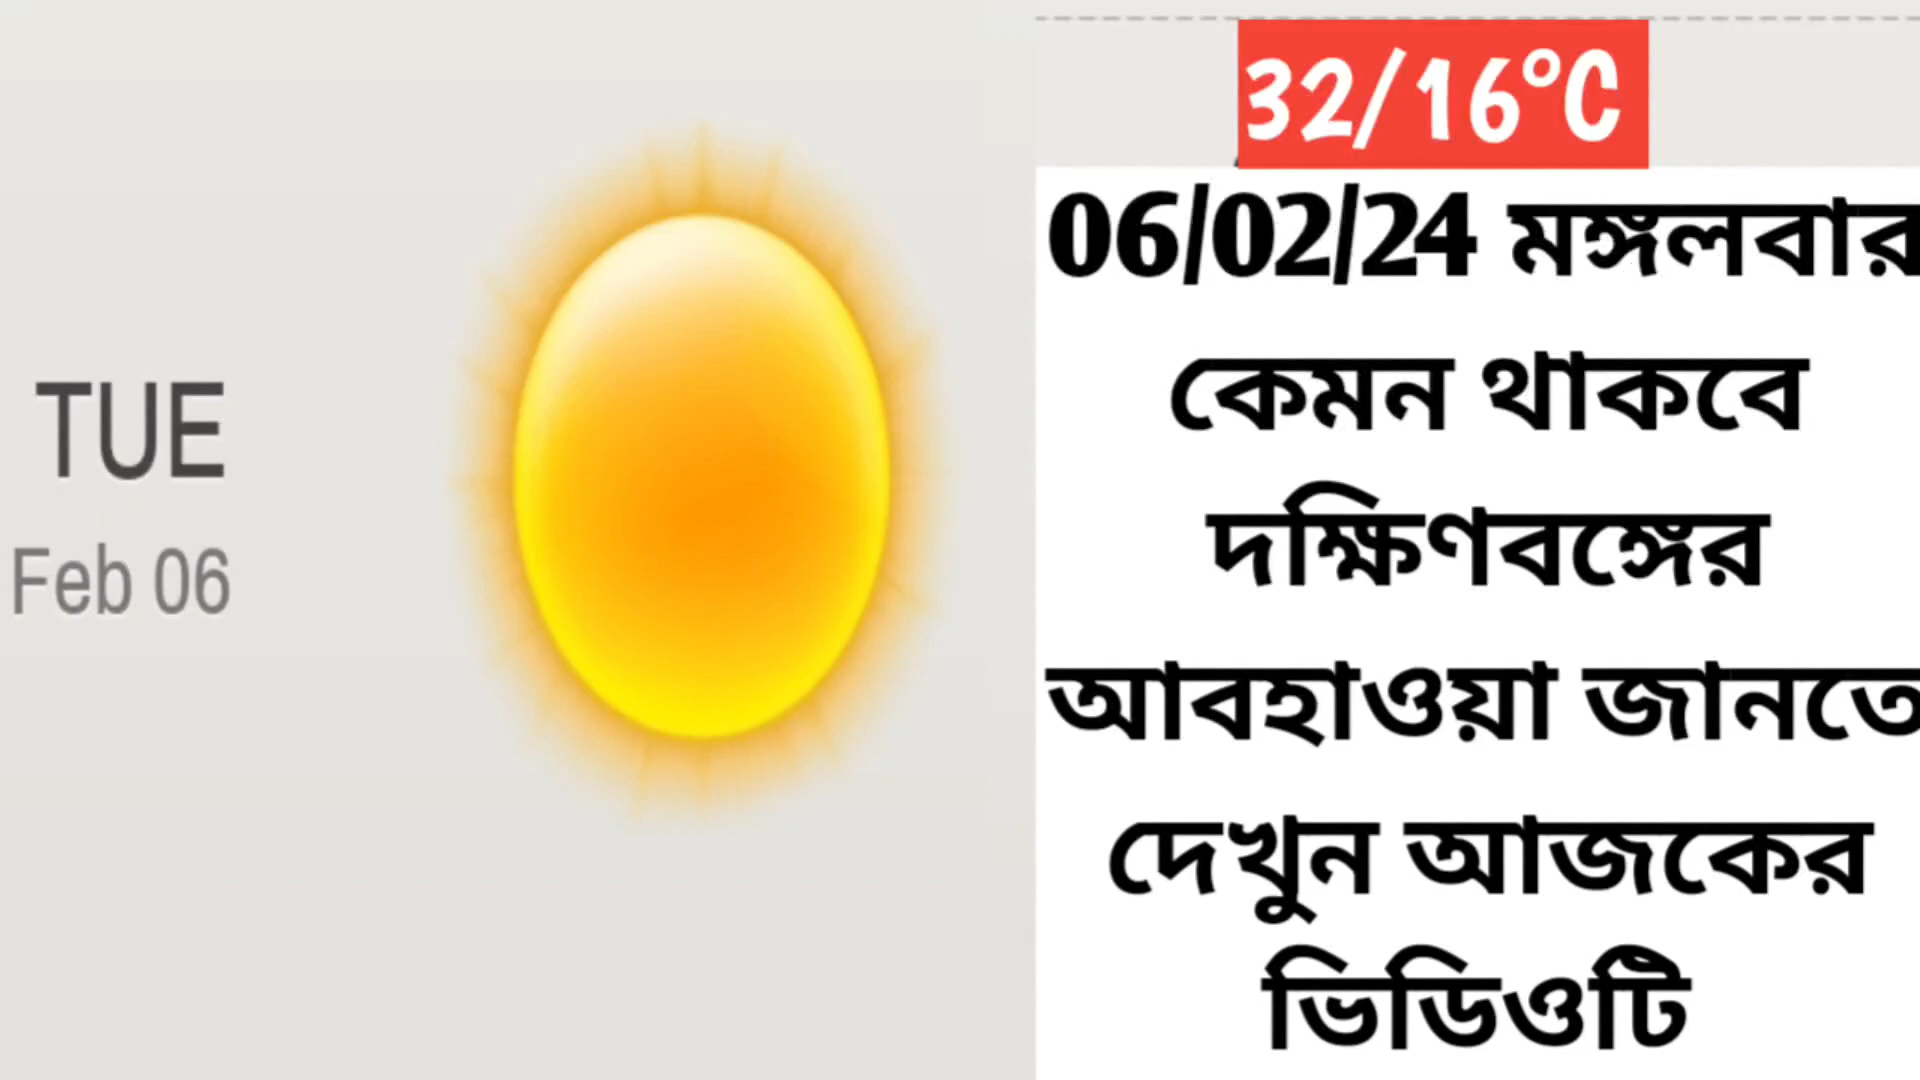 TUE
Feb 06
32/16°C
06/02/24 মঙ্গলবার
কেমন থাকবে
দক্ষিণবঙ্গের
আবহাওয়া জানতে
দেখুন আজকের
ভিডিওটি